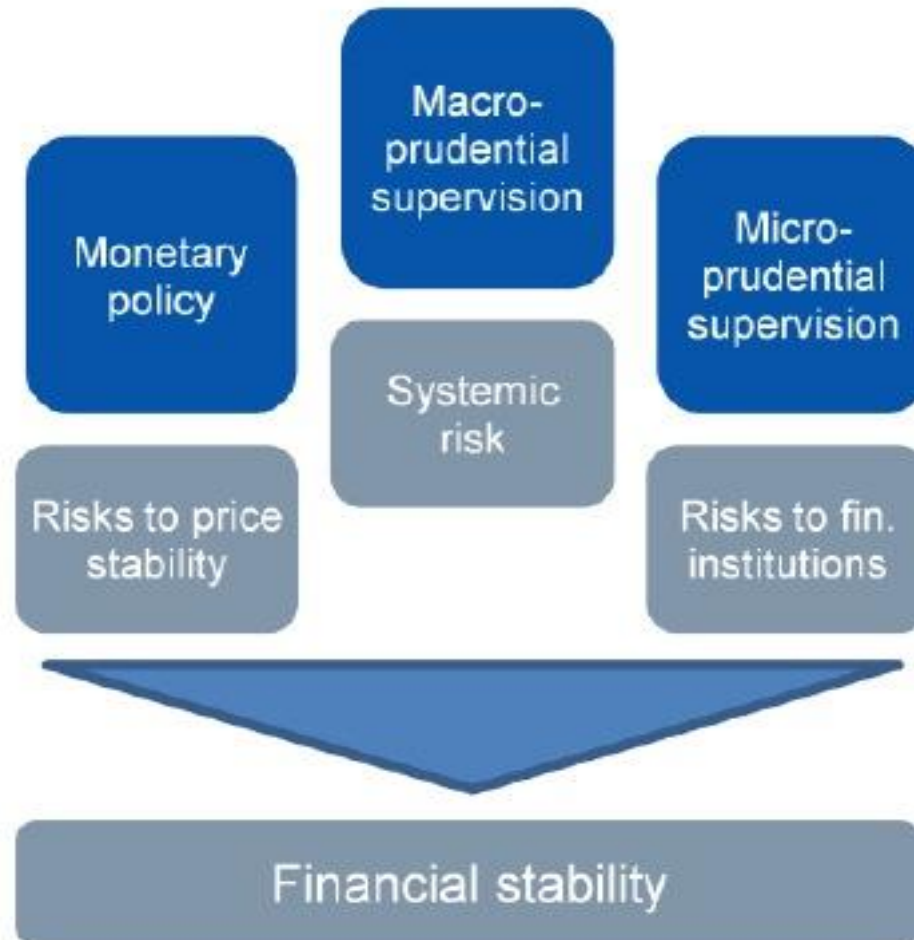 Macro-
prudential
supervision
Monetary
policy
Micro-
prudential
supervision
Systemic
risk
Risks to price
stability
Risks to fin.
institutions
Financial stability